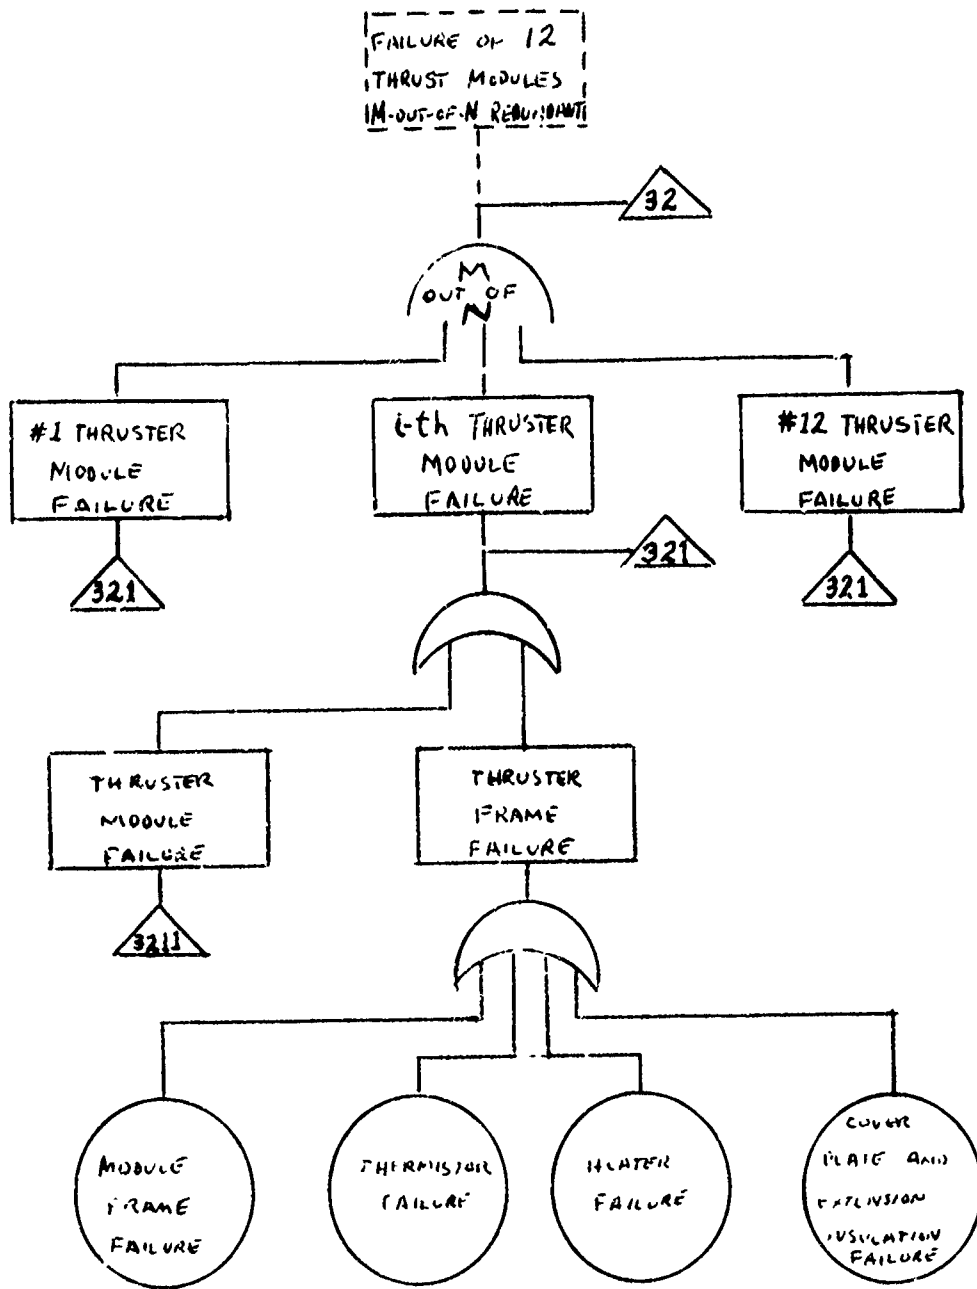 FAILURE OF 12
THRUST MODULES
M-OUT-OF-N REDUNDANT
32
M
OUT OF
N
#1 THRUSTER
MODULE
FAILURE
i-th THRUSTER
MODULE
FAILURE
#12 THRUSTER
MODULE
FAILURE
321
321
321
THRUSTER
MODULE
FAILURE
THRUSTER
FRAME
FAILURE
3211
MODULE
FRAME
FAILURE
THERMISTOR
FAILURE
HEATER
FAILURE
COVER
PLATE AND
EXTENSION
INSULATION
FAILURE